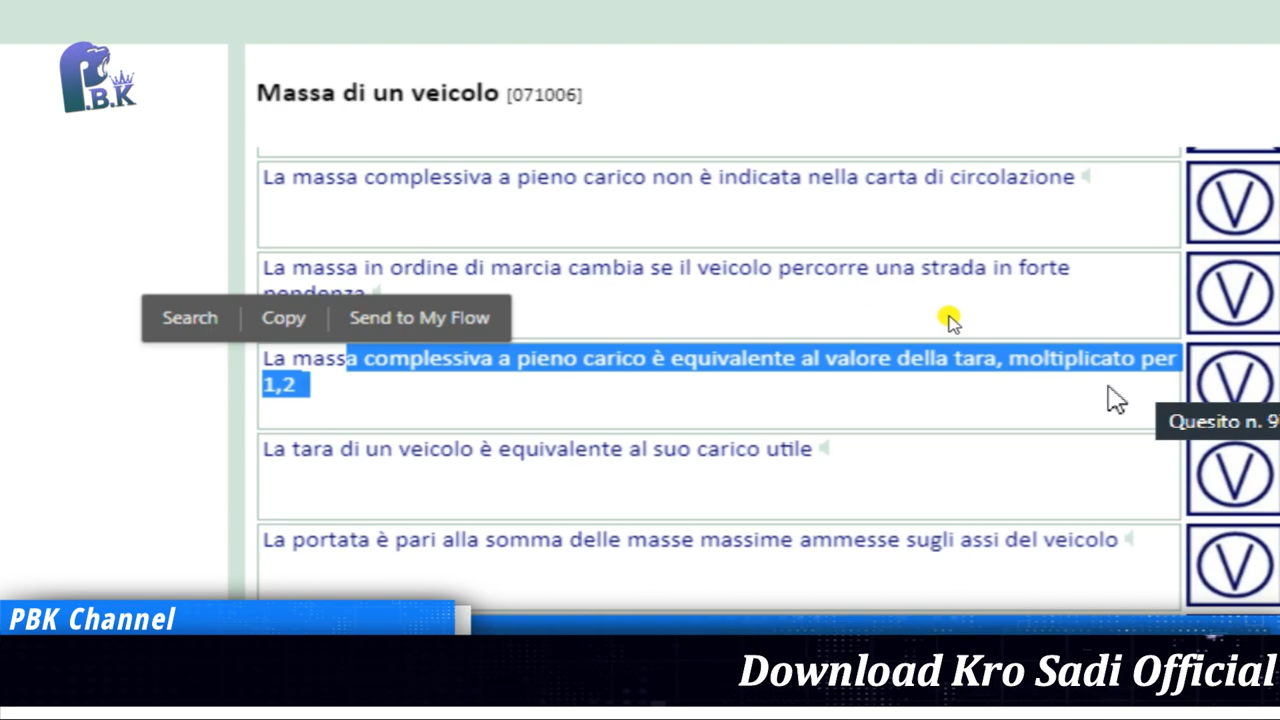 P.B.K
Massa di un veicolo [071006]
La massa complessiva a pieno carico non è indicata nella carta di circolazione
V
La massa in ordine di marcia cambia se il veicolo percorre una strada in forte
pendenza
V
Search
Copy
Send to My Flow
La massa complessiva a pieno carico è equivalente al valore della tara, moltiplicato per
1,2
V
Quesito n. 9
La tara di un veicolo è equivalente al suo carico utile
V
La portata è pari alla somma delle masse massime ammesse sugli assi del veicolo
V
PBK Channel
Download Kro Sadi Official